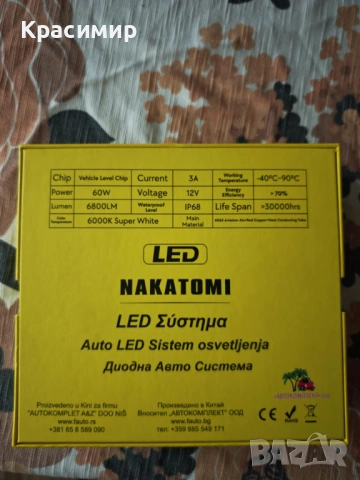 Красимир
Chip Vehicle Level Chip Current 3A Working Temperature -40ºC~90ºC
Power 60W Voltage 12V Energy Efficiency >70%
Lumen 6800LM Waterproof Level IP68 Life Span >30000hrs
Color Temperature 6000K Super White Main Material
LED
NAKATOMI
LED Σύστημα
Auto LED Sistem osvetljenja
Диодна Авто Система
Proizvedeno u Kini za firmu
"AUTOKOMPLET A&Z" DOO NIŠ
www.fauto.rs
+381 65 8 589 090
Произведено в Китай
Вносител „АВТОКОМПЛЕКТ" ООД
www.fauto.bg
тел: +359 885 549 171
CE
RoHS
BAZAR